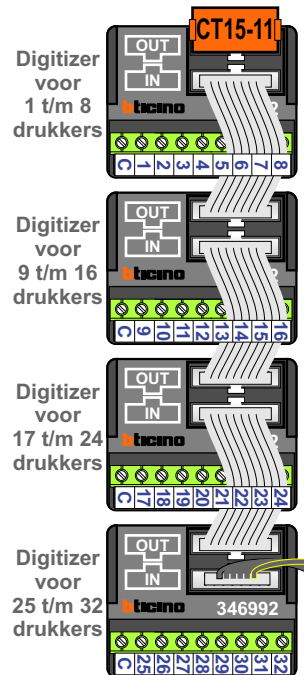 CT15-11
Digitizer
voor
1 t/m 8
drukkers
OUT
IN
bticino
2
C 1 2 3 4 5 6 7 8
Digitizer
voor
9 t/m 16
drukkers
OUT
IN
bticino
2
C 9 10 11 12 13 14 15 16
Digitizer
voor
17 t/m 24
drukkers
OUT
IN
bticino
2
C 17 18 19 20 21 22 23 24
Digitizer
voor
25 t/m 32
drukkers
OUT
IN
bticino
346992
C 25 26 27 28 29 30 31 32